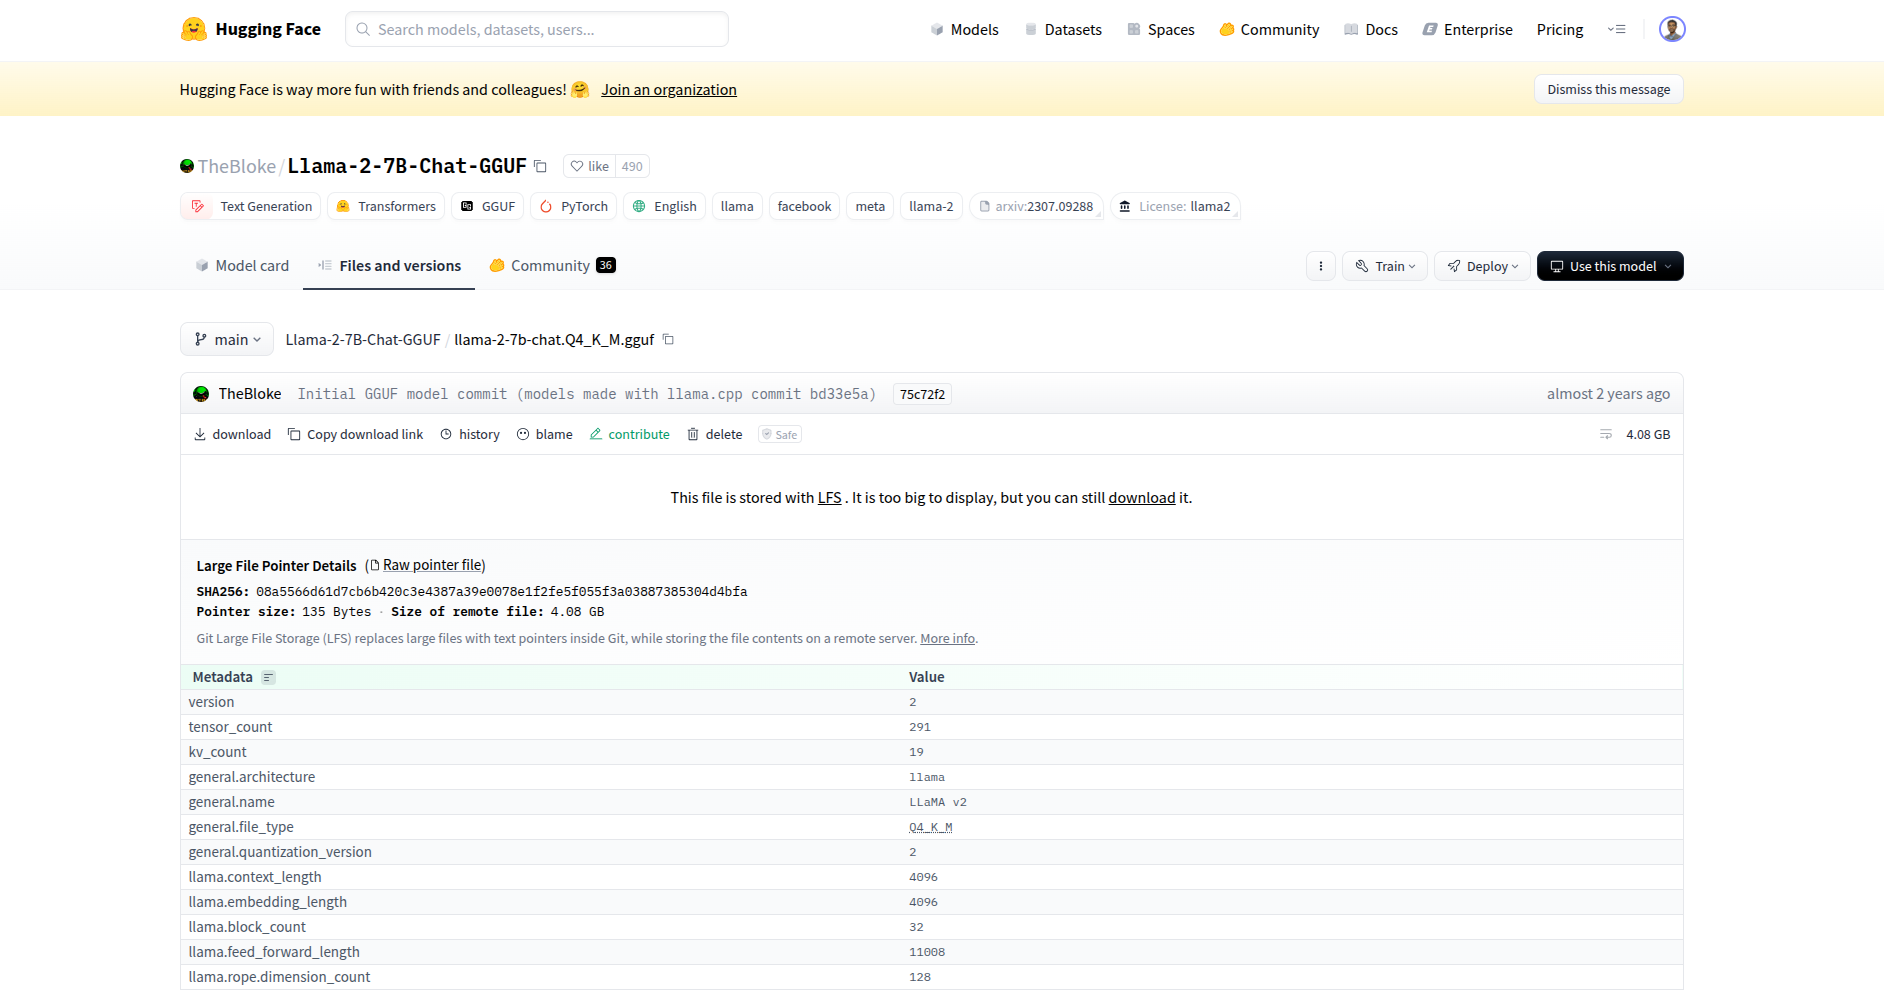 Hugging Face
Search models, datasets, users...
Models
Datasets
Spaces
Community
Docs
Enterprise
Pricing
Hugging Face is way more fun with friends and colleagues! 🤗 Join an organization
Dismiss this message
TheBloke/Llama-2-7B-Chat-GGUF
like 490
Text Generation
Transformers
GGUF
PyTorch
English
llama
facebook
meta
llama-2
arxiv:2307.09288
License: llama2
Model card
Files and versions
Community 36
Train
Deploy
Use this model
main
Llama-2-7B-Chat-GGUF / llama-2-7b-chat.Q4_K_M.gguf
TheBloke
Initial GGUF model commit (models made with llama.cpp commit bd33e5a)
75c72f2
almost 2 years ago
download
Copy download link
history
blame
contribute
delete
Safe
4.08 GB
This file is stored with LFS . It is too big to display, but you can still download it.
Large File Pointer Details ( Raw pointer file)
SHA256: 08a5566d61d7cb6b420c3e4387a39e0078e1f2fe5f055f3a03887385304d4bfa
Pointer size: 135 Bytes · Size of remote file: 4.08 GB
Git Large File Storage (LFS) replaces large files with text pointers inside Git, while storing the file contents on a remote server. More info.
Metadata Value
version 2
tensor_count 291
kv_count 19
general.architecture llama
general.name LLaMA v2
general.file_type Q4_K_M
general.quantization_version 2
llama.context_length 4096
llama.embedding_length 4096
llama.block_count 32
llama.feed_forward_length 11008
llama.rope.dimension_count 128